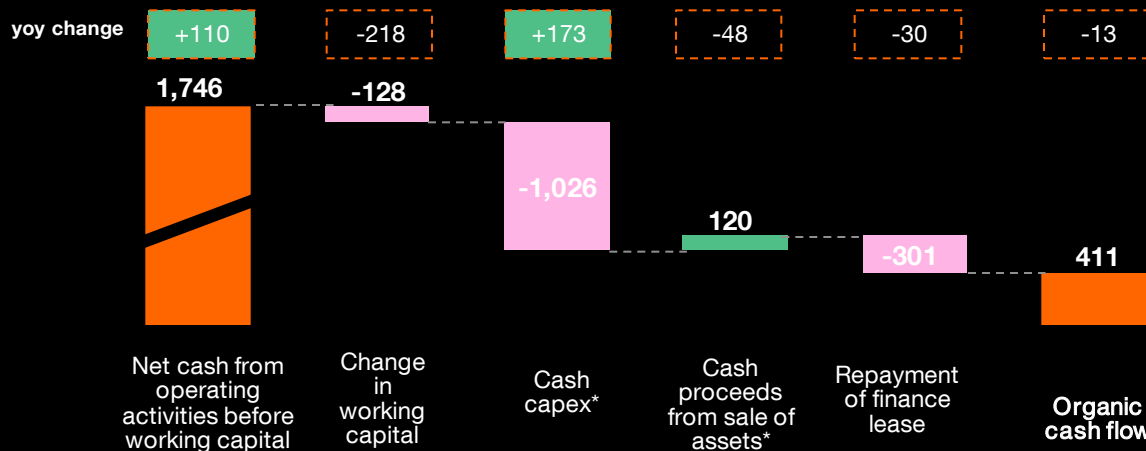 yoy change
+110
-218
+173
-48
-30
-13
1,746
-128
-1,026
120
-301
411
Net cash from
operating
activities before
working capital
Change
in
working
capital
Cash
capex*
Cash
proceeds
from sale of
assets*
Repayment
of finance
lease
Organic
cash flow